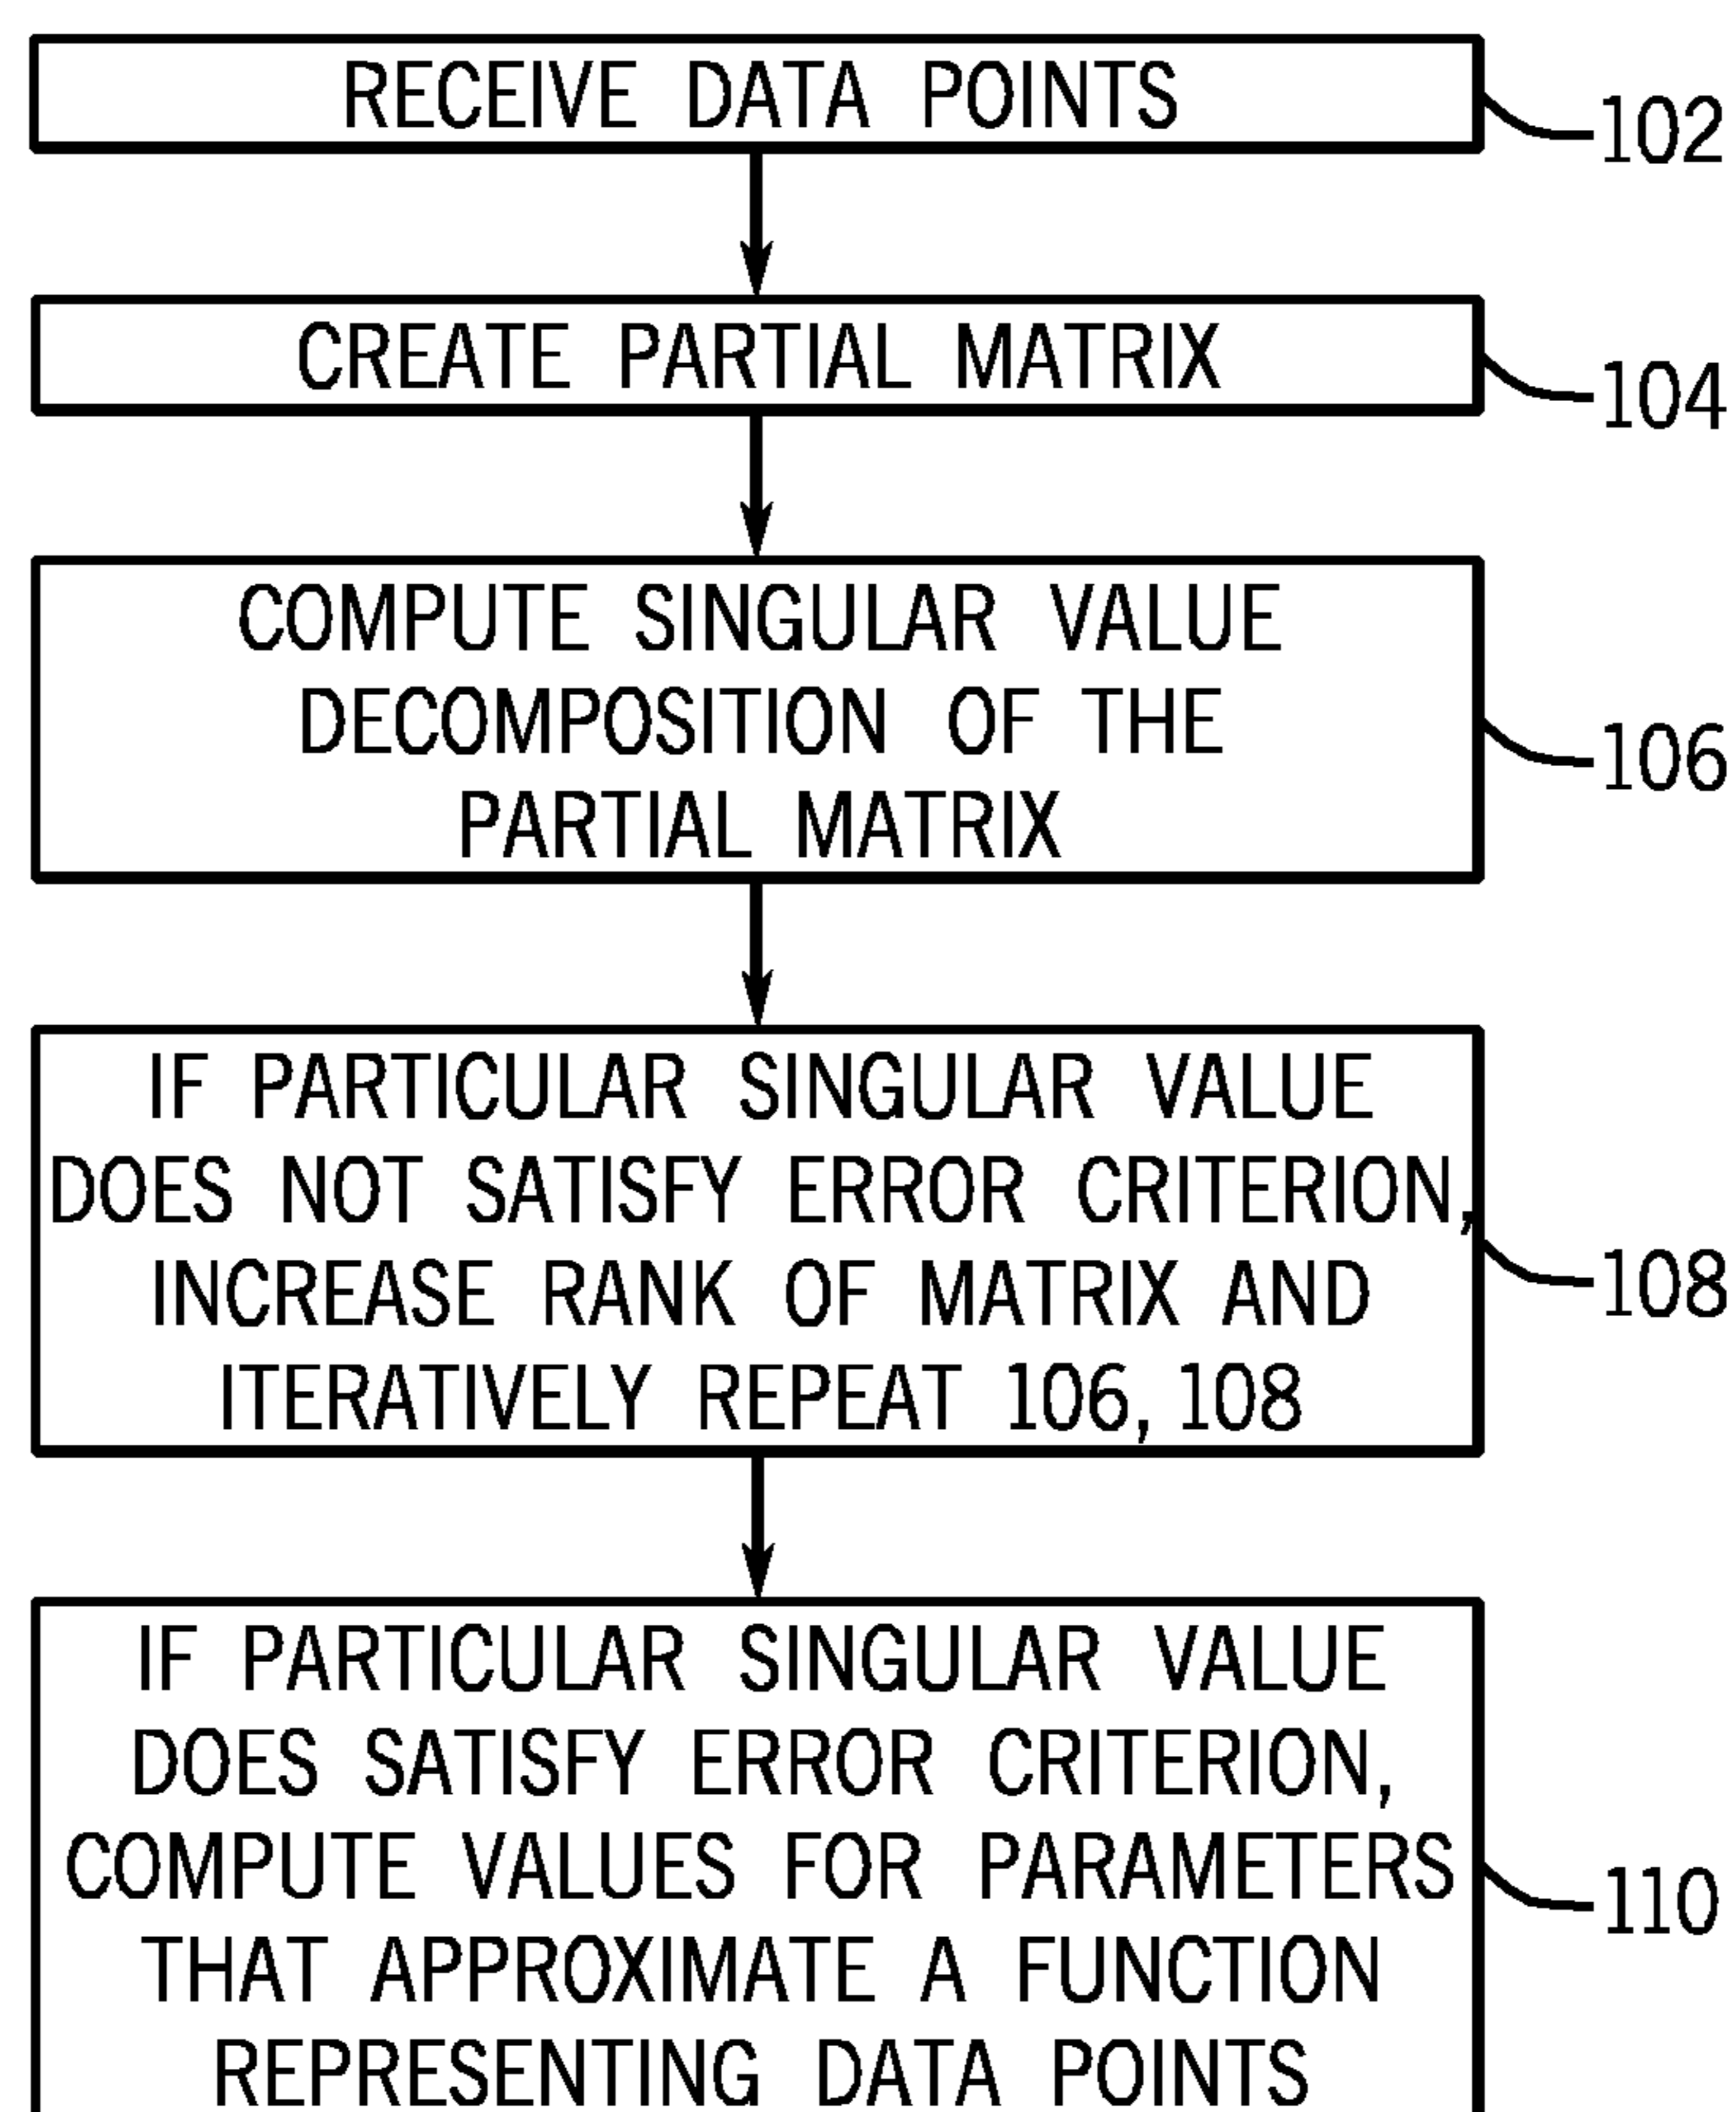 RECEIVE DATA POINTS
102
CREATE PARTIAL MATRIX
104
COMPUTE SINGULAR VALUE
DECOMPOSITION OF THE
PARTIAL MATRIX
106
IF PARTICULAR SINGULAR VALUE
DOES NOT SATISFY ERROR CRITERION,
INCREASE RANK OF MATRIX AND
ITERATIVELY REPEAT 106, 108
108
IF PARTICULAR SINGULAR VALUE
DOES SATISFY ERROR CRITERION,
COMPUTE VALUES FOR PARAMETERS
THAT APPROXIMATE A FUNCTION
REPRESENTING DATA POINTS
110